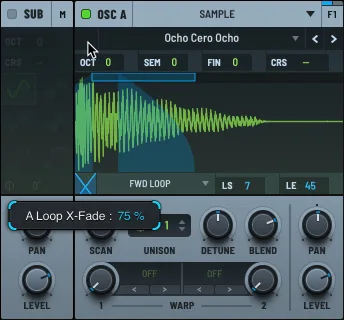 SUB M OSC A SAMPLE F1
Ocho Cero Ocho < >
OCT 0 OCT 0 SEM 0 FIN 0 CRS --
CRS
FWD LOOP LS 7 LE 45
A Loop X-Fade : 75 %
1
PAN SCAN UNISON DETUNE BLEND PAN
OFF OFF
< > < >
LEVEL 1 WARP 2 LEVEL